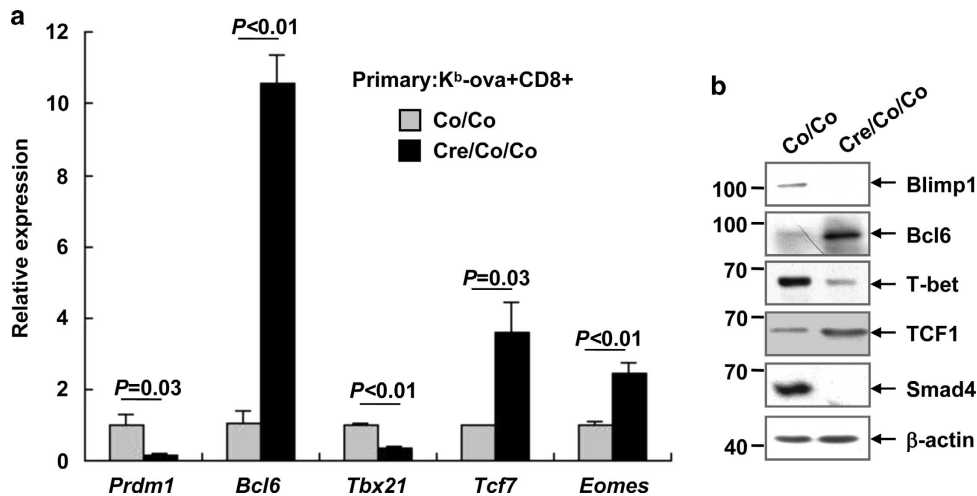 a
12
10
8
6
4
2
0
Relative expression
P<0.01
Primary:Kᵇ-ova+CD8+
Co/Co
Cre/Co/Co
P=0.03
P<0.01
P=0.03
P<0.01
Prdm1 Bcl6 Tbx21 Tcf7 Eomes
b
Co/Co Cre/Co/Co
100 Blimp1
100 Bcl6
70 T-bet
70 TCF1
70 Smad4
40 β-actin